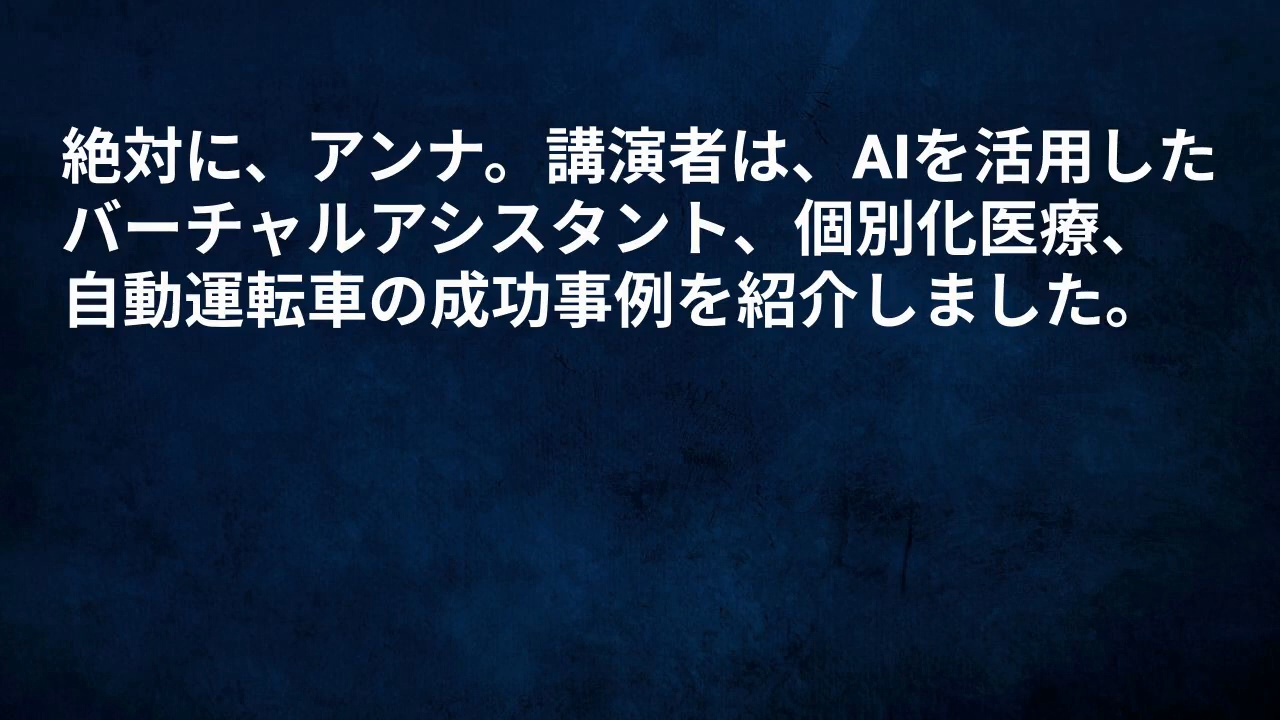 絶対に、アンナ。講演者は、AIを活用した
バーチャルアシスタント、個別化医療、
自動運転車の成功事例を紹介しました。